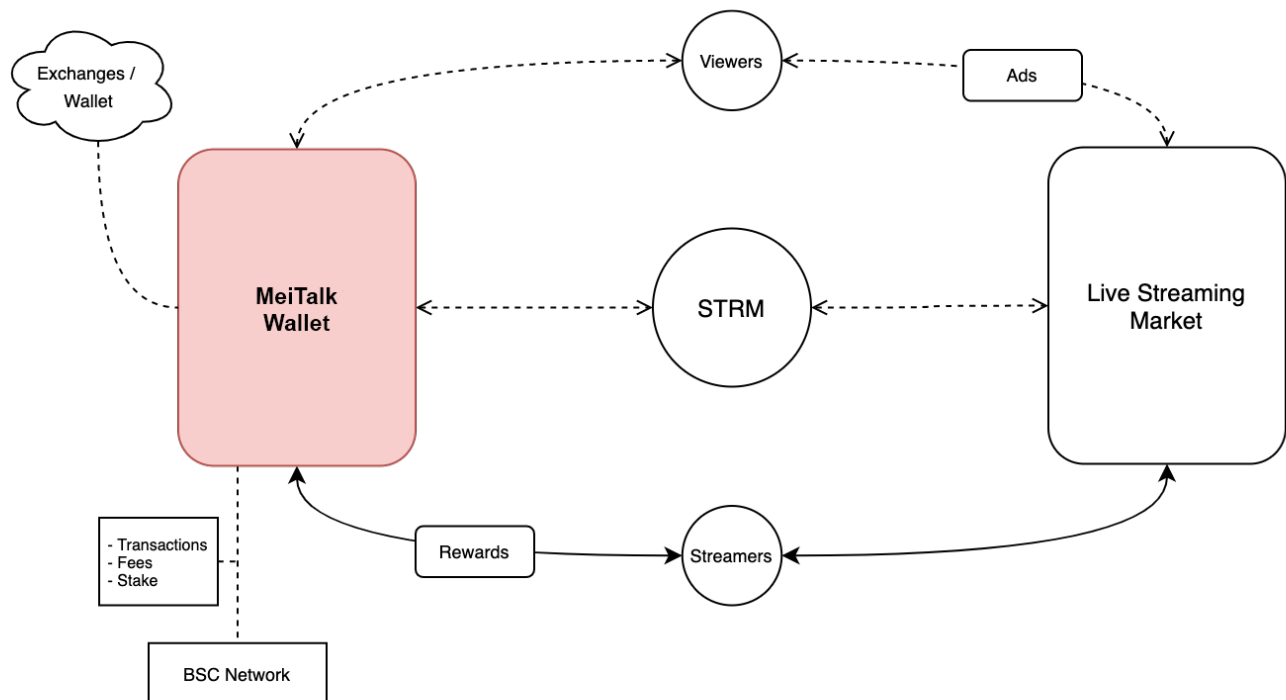 Viewers
Ads
Exchanges /
Wallet
MeiTalk
Wallet
STRM
Live Streaming
Market
Rewards
Streamers
- Transactions
- Fees
- Stake
BSC Network